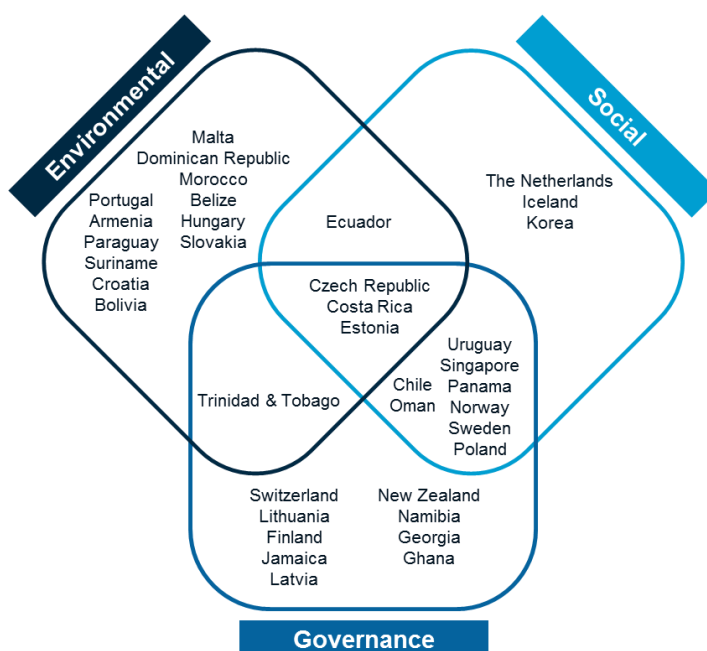 Environmental
Social
Malta
Dominican Republic
Morocco
Belize
Hungary
Slovakia
Portugal
Armenia
Paraguay
Suriname
Croatia
Bolivia
Ecuador
The Netherlands
Iceland
Korea
Czech Republic
Costa Rica
Estonia
Trinidad & Tobago
Chile
Oman
Uruguay
Singapore
Panama
Norway
Sweden
Poland
Switzerland
Lithuania
Finland
Jamaica
Latvia
New Zealand
Namibia
Georgia
Ghana
Governance